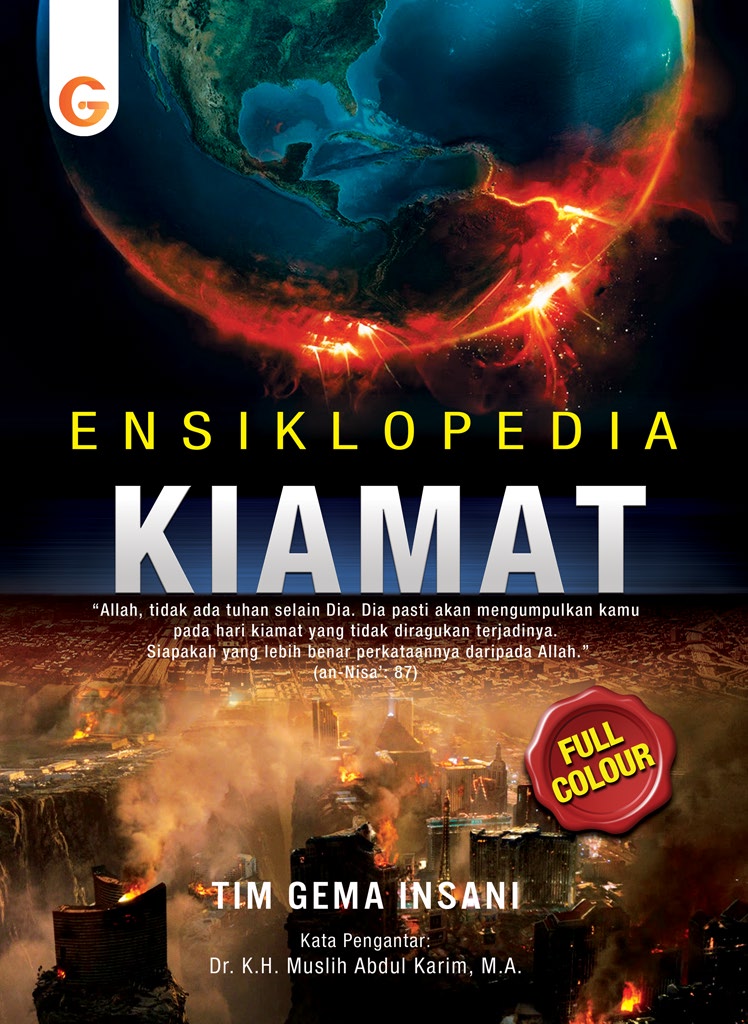 G
ENSIKLOPEDIA
KIAMAT
“Allah, tidak ada tuhan selain Dia. Dia pasti akan mengumpulkan kamu
pada hari kiamat yang tidak diragukan terjadinya.
Siapakah yang lebih benar perkataannya daripada Allah.”
(an-Nisa’: 87)
FULL
COLOUR
TIM GEMA INSANI
Kata Pengantar:
Dr. K.H. Muslih Abdul Karim, M.A.